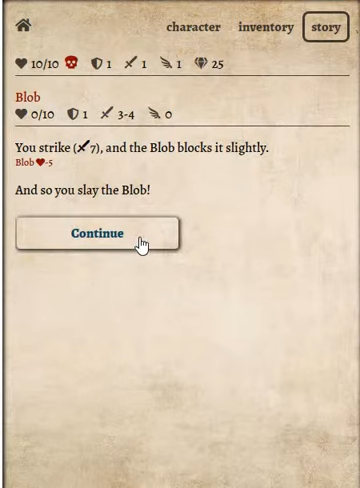 character inventory story
10/10 1 1 1 25
Blob
0/10 1 3-4 0
You strike (7), and the Blob blocks it slightly.
Blob -5
And so you slay the Blob!
Continue